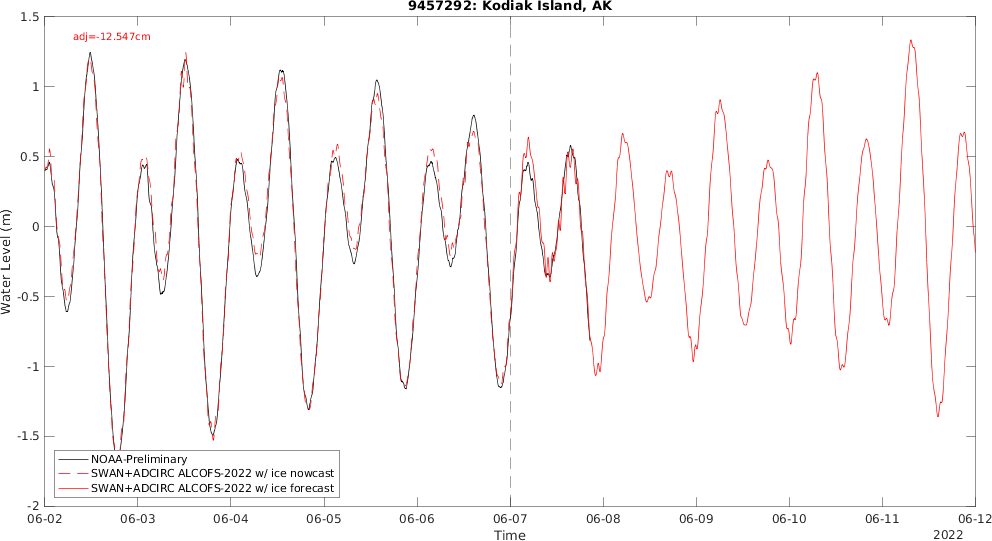 9457292: Kodiak Island, AK
adj=-12.547cm
1.5
1
0.5
0
-0.5
-1
-1.5
-2
Water Level (m)
NOAA-Preliminary
SWAN+ADCIRC ALCOFS-2022 w/ ice nowcast
SWAN+ADCIRC ALCOFS-2022 w/ ice forecast
06-02 06-03 06-04 06-05 06-06 06-07 06-08 06-09 06-10 06-11 06-12
Time
2022